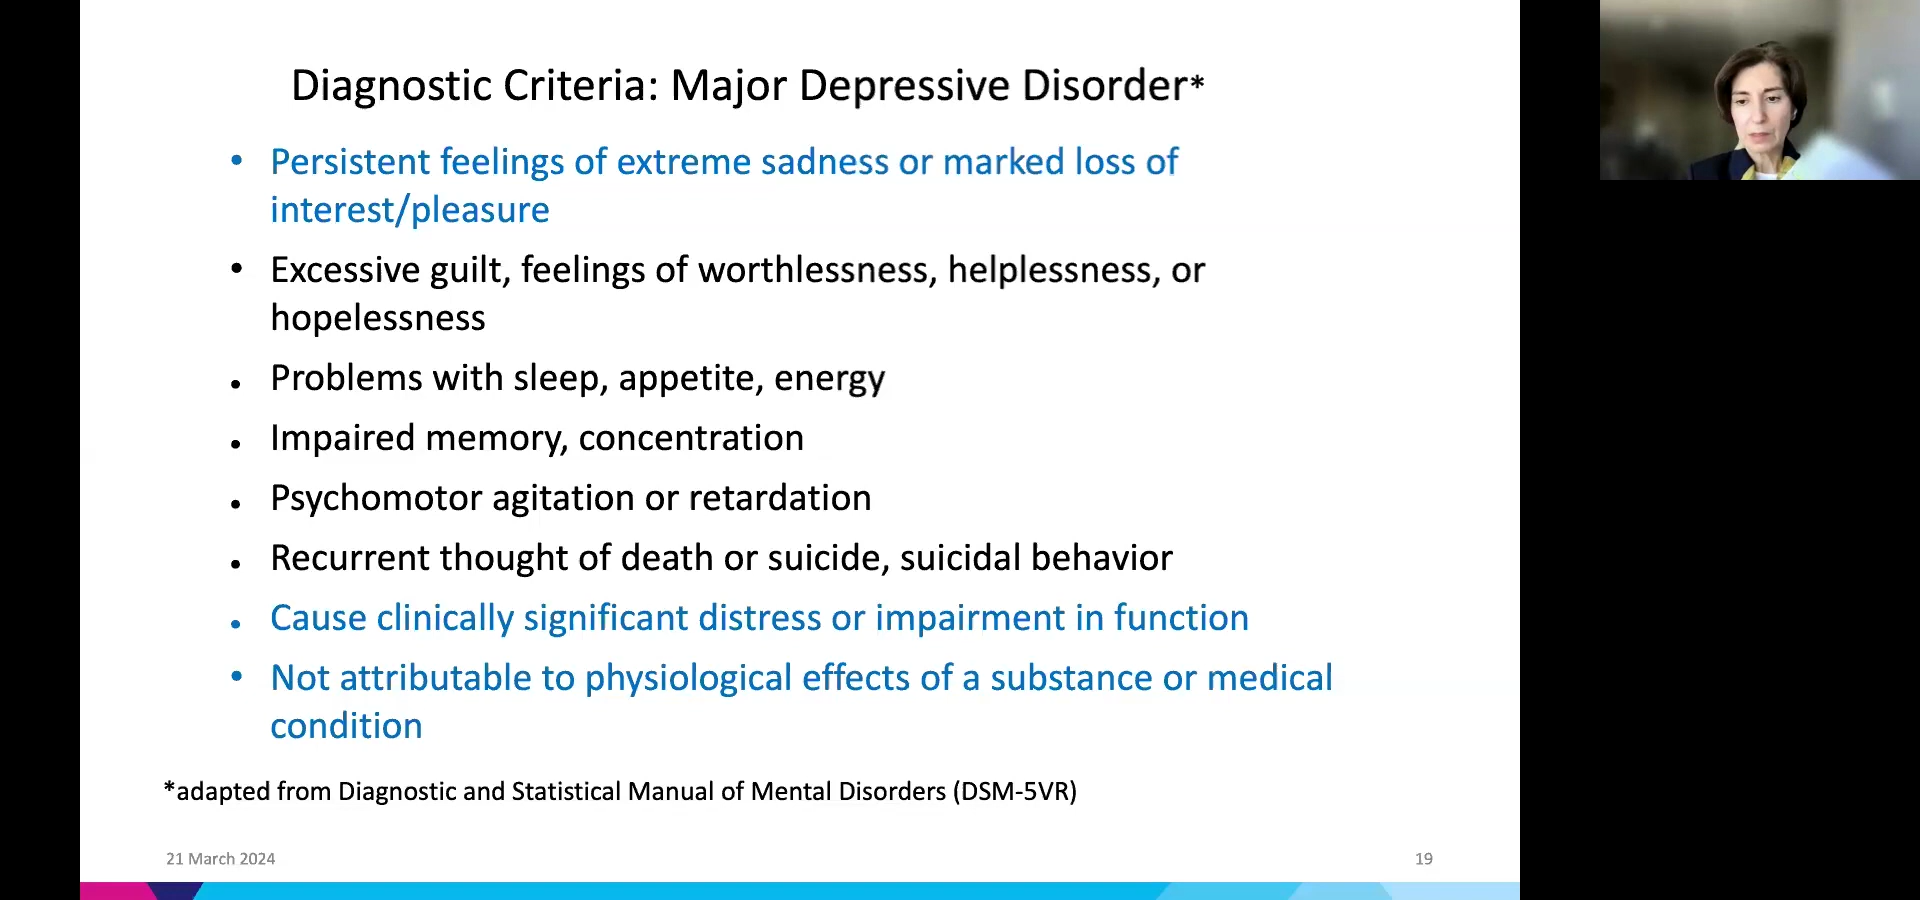 Diagnostic Criteria: Major Depressive Disorder*
• Persistent feelings of extreme sadness or marked loss of
interest/pleasure
• Excessive guilt, feelings of worthlessness, helplessness, or
hopelessness
• Problems with sleep, appetite, energy
• Impaired memory, concentration
• Psychomotor agitation or retardation
• Recurrent thought of death or suicide, suicidal behavior
• Cause clinically significant distress or impairment in function
• Not attributable to physiological effects of a substance or medical
condition
*adapted from Diagnostic and Statistical Manual of Mental Disorders (DSM-5VR)
21 March 2024
19